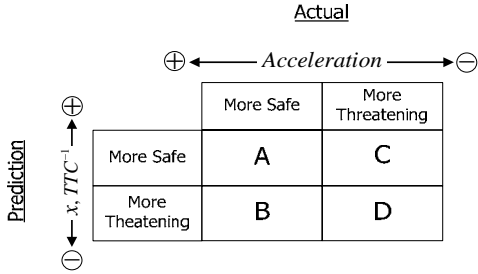 Actual
⊕ Acceleration ⊖
More Safe
More
Threatening
Prediction
⊕ x, TTC⁻¹ ⊖
More Safe
A
C
More
Theatening
B
D